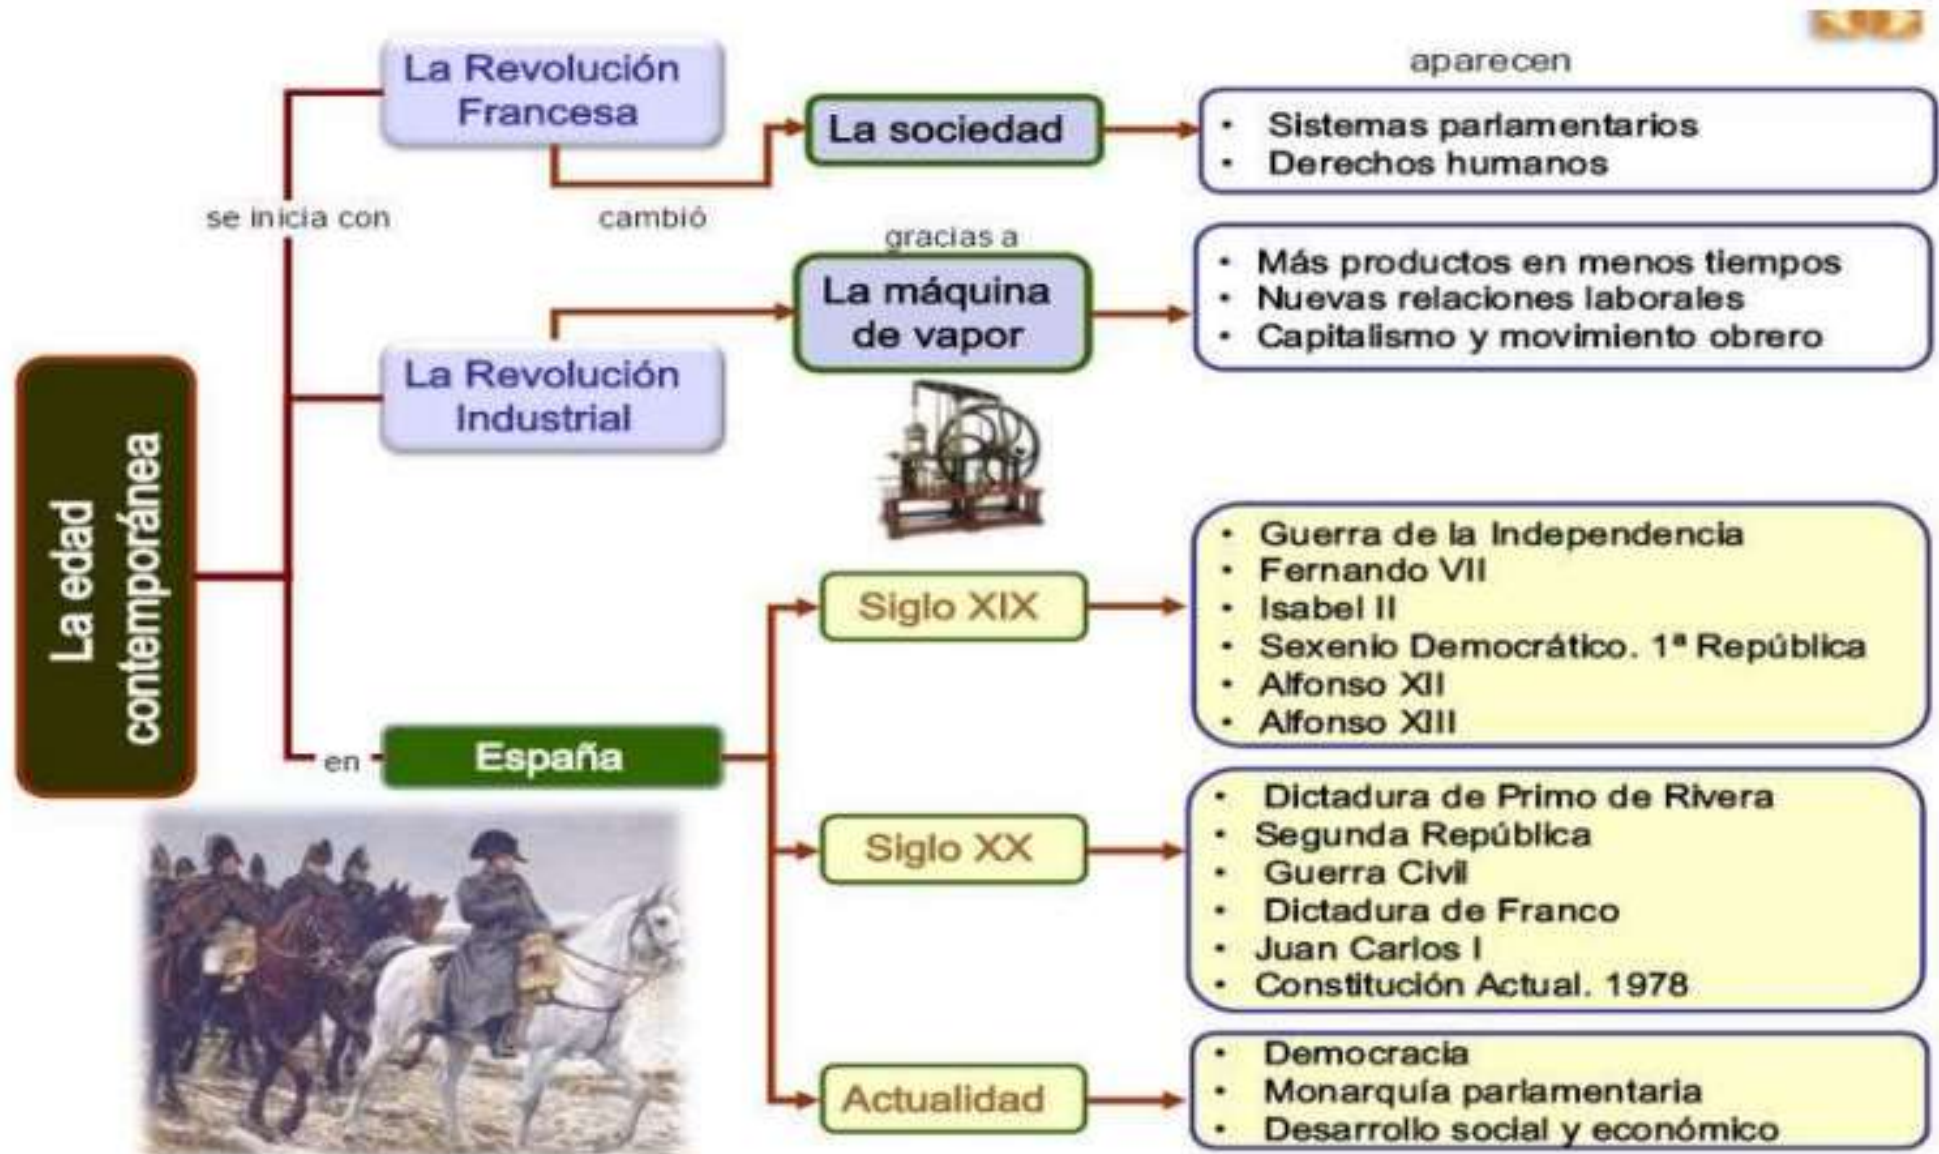 La Revolución
Francesa
se inicia con
cambió
La sociedad
aparecen
• Sistemas parlamentarios
• Derechos humanos
La Revolución
Industrial
gracias a
La máquina
de vapor
• Más productos en menos tiempos
• Nuevas relaciones laborales
• Capitalismo y movimiento obrero
La edad
contemporánea
en
España
Siglo XIX
• Guerra de la Independencia
• Fernando VII
• Isabel II
• Sexenio Democrático. 1ª República
• Alfonso XII
• Alfonso XIII
Siglo XX
• Dictadura de Primo de Rivera
• Segunda República
• Guerra Civil
• Dictadura de Franco
• Juan Carlos I
• Constitución Actual. 1978
Actualidad
• Democracia
• Monarquía parlamentaria
• Desarrollo social y económico